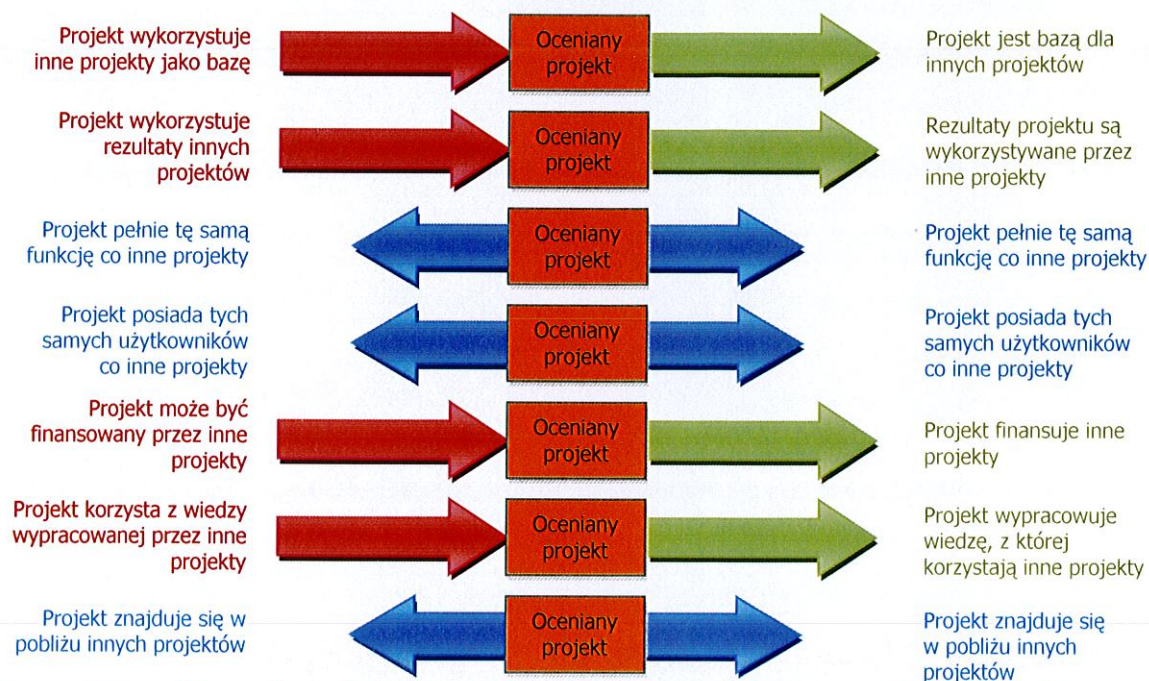 Projekt wykorzystuje
inne projekty jako bazę
Oceniany
projekt
Projekt jest bazą dla
innych projektów
Projekt wykorzystuje
rezultaty innych
projektów
Oceniany
projekt
Rezultaty projektu są
wykorzystywane przez
inne projekty
Projekt pełnie tę samą
funkcję co inne projekty
Oceniany
projekt
Projekt pełnie tę samą
funkcję co inne projekty
Projekt posiada tych
samych użytkowników
co inne projekty
Oceniany
projekt
Projekt posiada tych
samych użytkowników
co inne projekty
Projekt może być
finansowany przez inne
projekty
Oceniany
projekt
Projekt finansuje inne
projekty
Projekt korzysta z wiedzy
wypracowanej przez inne
projekty
Oceniany
projekt
Projekt wypracowuje
wiedzę, z której
korzystają inne projekty
Projekt znajduje się w
pobliżu innych projektów
Oceniany
projekt
Projekt znajduje się
w pobliżu innych
projektów